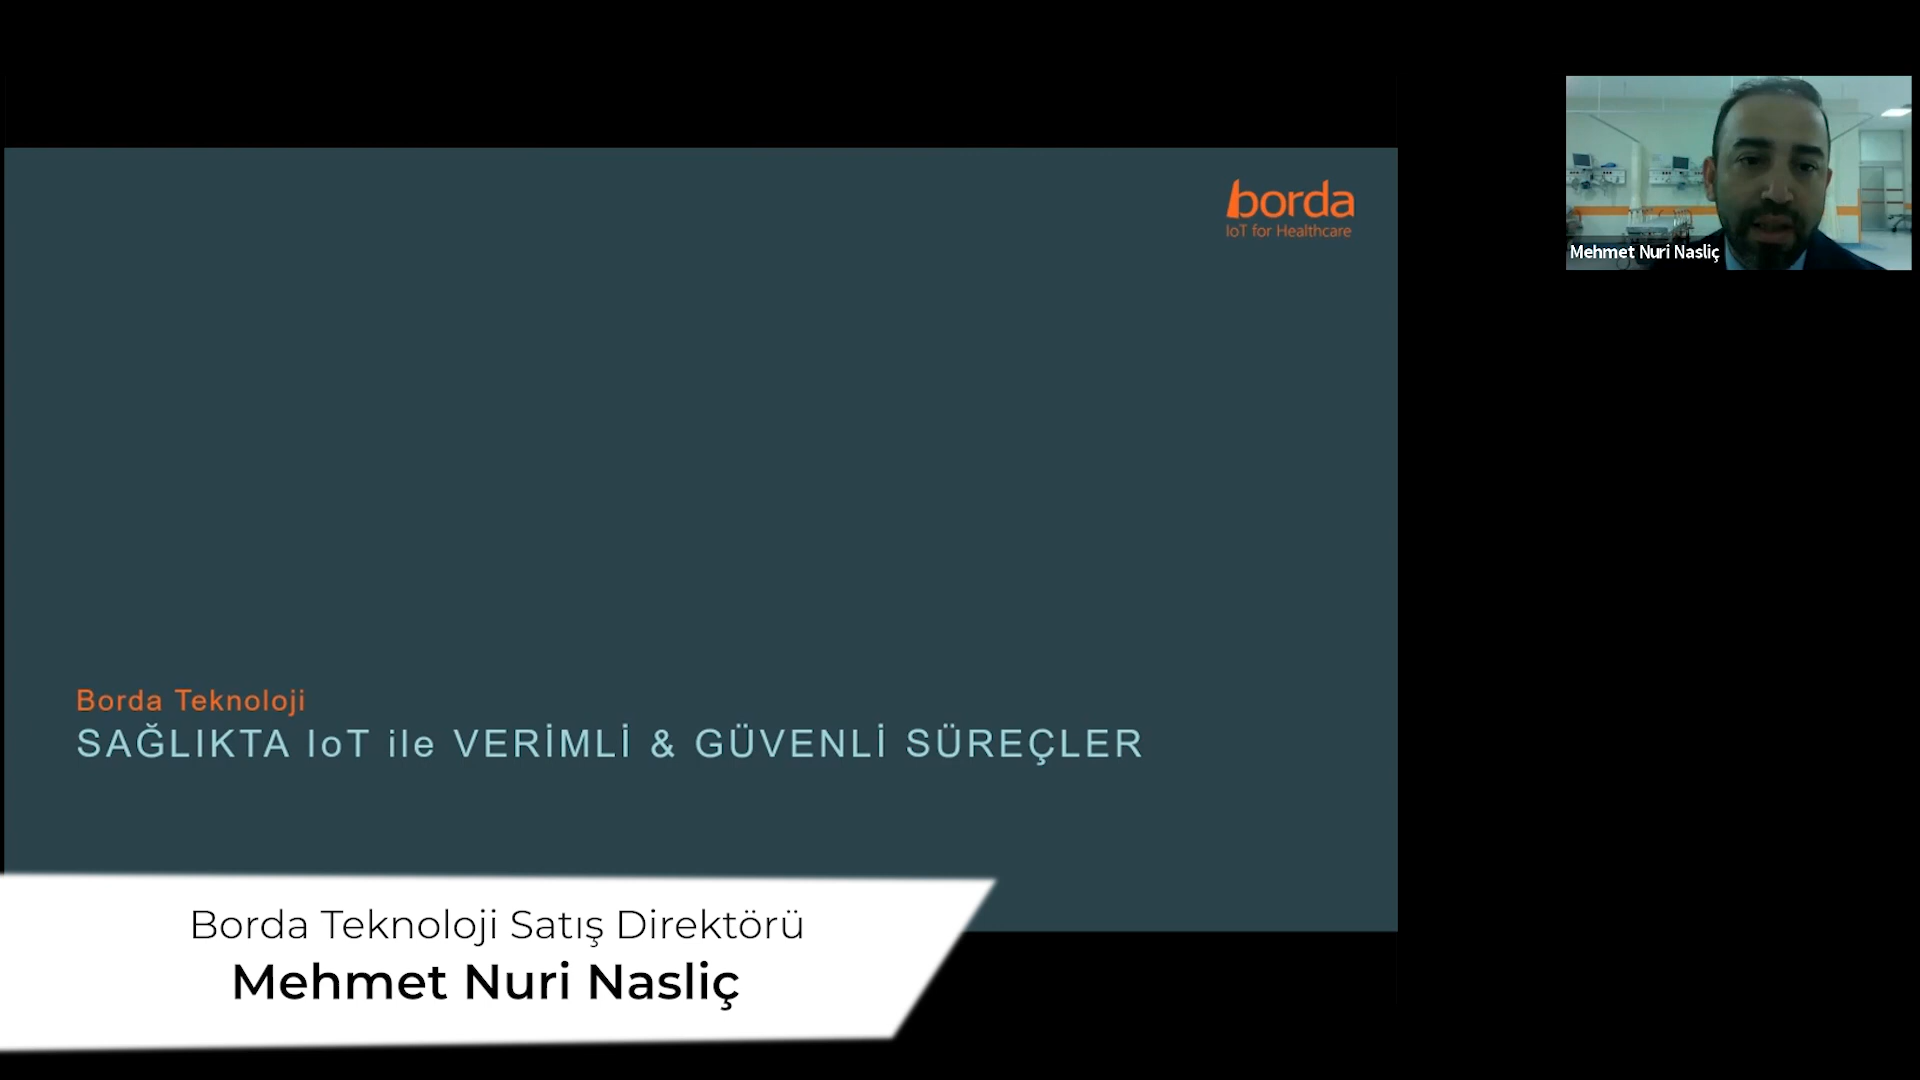 borda
IoT for Healthcare
Mehmet Nuri Nasliç
Borda Teknoloji
SAĞLIKTA IoT ile VERİMLİ & GÜVENLİ SÜREÇLER
Borda Teknoloji Satış Direktörü
Mehmet Nuri Nasliç